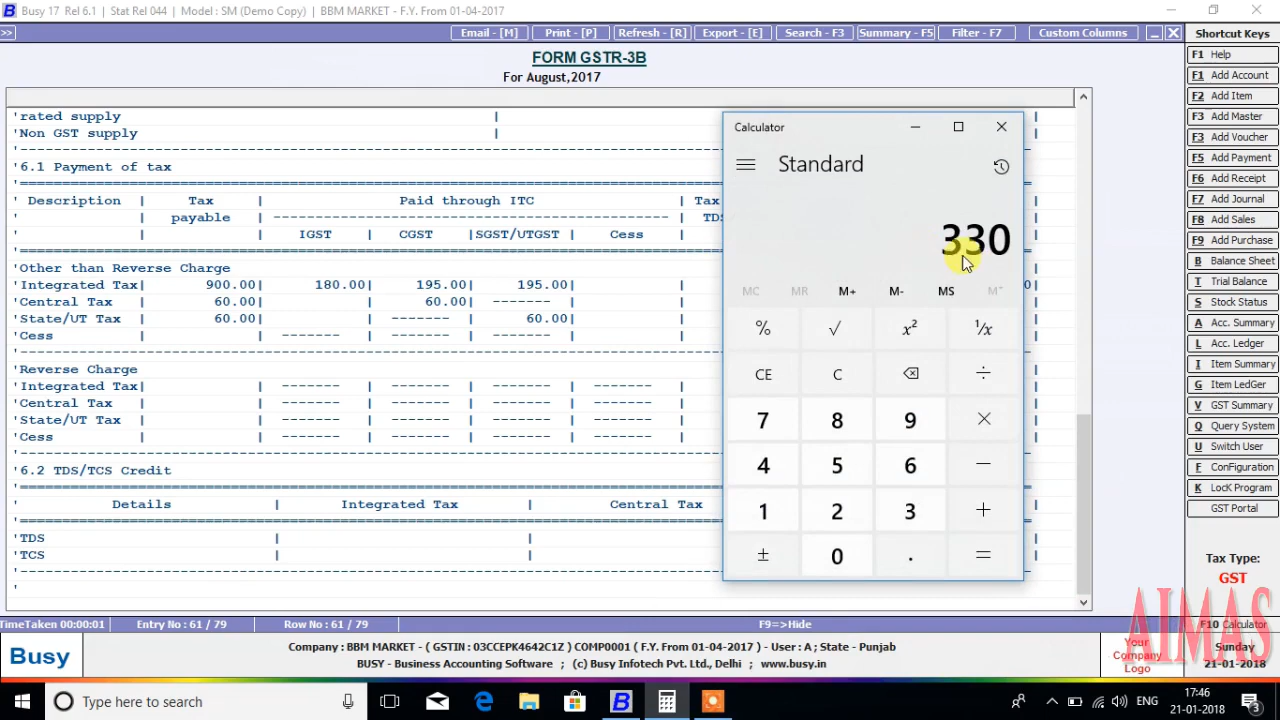 Busy 17 Rel 6.1 | Stat Rel 044 | Model : SM (Demo Copy) | BBM MARKET - F.Y. From 01-04-2017
>> Email - [M] Print - [P] Refresh - [R] Export - [E] Search - F3 Summary - F5 Filter - F7 Custom Columns
Shortcut Keys
FORM GSTR-3B
For August,2017
'rated supply |
'Non GST supply |
'6.1 Payment of tax
' Description | Tax | Paid through ITC | Tax
' | payable | | TDS
' | | IGST | CGST |SGST/UTGST | Cess |
'Other than Reverse Charge
'Integrated Tax| 900.00| 180.00| 195.00| 195.00| | 0|
'Central Tax | 60.00| | 60.00| ------- | |
'State/UT Tax | 60.00| | ------- | 60.00| |
'Cess | | ------- | ------- | ------- | |
'Reverse Charge
'Integrated Tax| | ------- | ------- | ------- | ------- |
'Central Tax | | ------- | ------- | ------- | ------- |
'State/UT Tax | | ------- | ------- | ------- | ------- |
'Cess | | ------- | ------- | ------- | ------- |
'6.2 TDS/TCS Credit
' Details | Integrated Tax | Central Tax
'TDS | |
'TCS | |
'
Calculator
Standard
330
MC MR M+ M- MS M˅
% √ x² ¹/x
CE C ⌫ ÷
7 8 9 ×
4 5 6 −
1 2 3 +
± 0 . =
F1 Help
F1 Add Account
F2 Add Item
F3 Add Master
F3 Add Voucher
F5 Add Payment
F6 Add Receipt
F7 Add Journal
F8 Add Sales
F9 Add Purchase
B Balance Sheet
T Trial Balance
S Stock Status
A Acc. Summary
L Acc. Ledger
I Item Summary
G Item LedGer
V GST Summary
Q Query System
U Switch User
F Configuration
K LocK Program
GST Portal
Tax Type:
GST
F10 Calculator
AIMAS
Your
Company
Logo
Sunday
21-01-2018
TimeTaken 00:00:01 Entry No : 61 / 79 Row No : 61 / 79 F9=>Hide
Busy
Company : BBM MARKET - ( GSTIN : 03CCEPK4642C1Z ) COMP0001 ( F.Y. From 01-04-2017 ) - User : A ; State - Punjab
BUSY - Business Accounting Software ; (c) Busy Infotech Pvt. Ltd., Delhi ; www.busy.in
Type here to search
ENG
17:46
21-01-2018
3